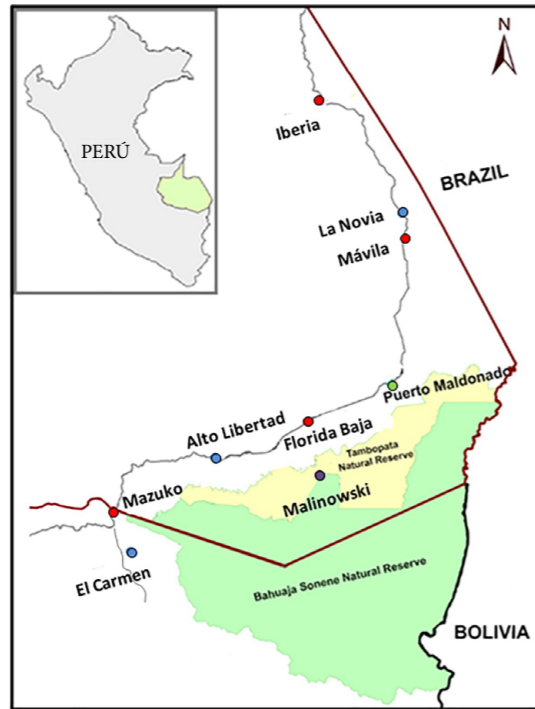 PERÚ
N
Iberia
BRAZIL
La Novia
Mávila
Puerto Maldonado
Alto Libertad
Florida Baja
Tambopata
Natural Reserve
Mazuko
Malinowski
El Carmen
Bahuaja Sonene Natural Reserve
BOLIVIA